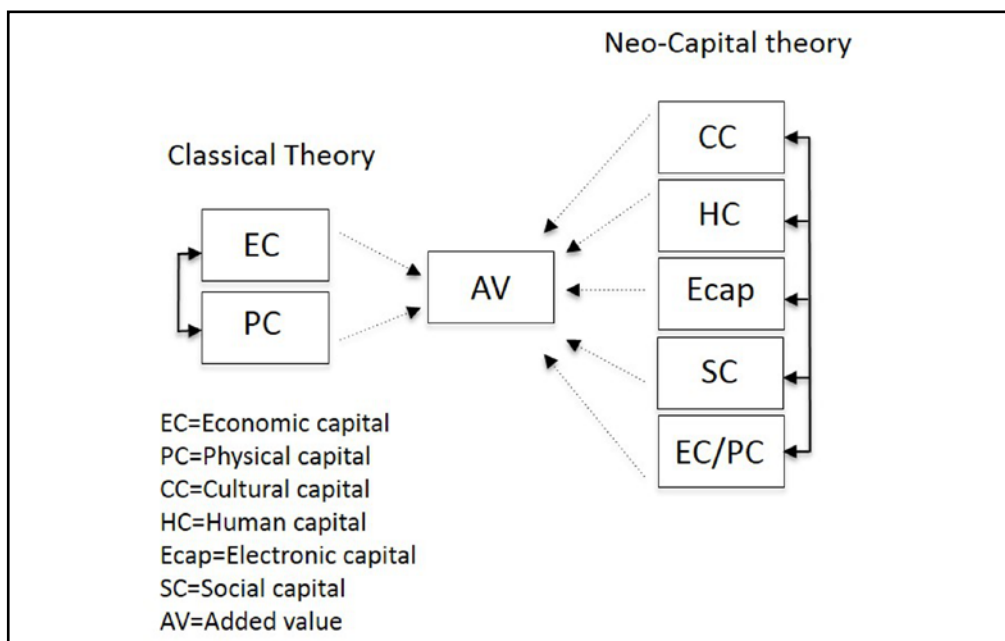 Neo-Capital theory
Classical Theory
CC
HC
EC
Ecap
AV
PC
SC
EC/PC
EC=Economic capital
PC=Physical capital
CC=Cultural capital
HC=Human capital
Ecap=Electronic capital
SC=Social capital
AV=Added value